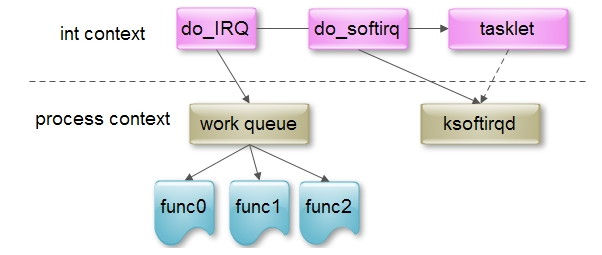 int context
do_IRQ
do_softirq
tasklet
process context
work queue
ksoftirqd
func0
func1
func2